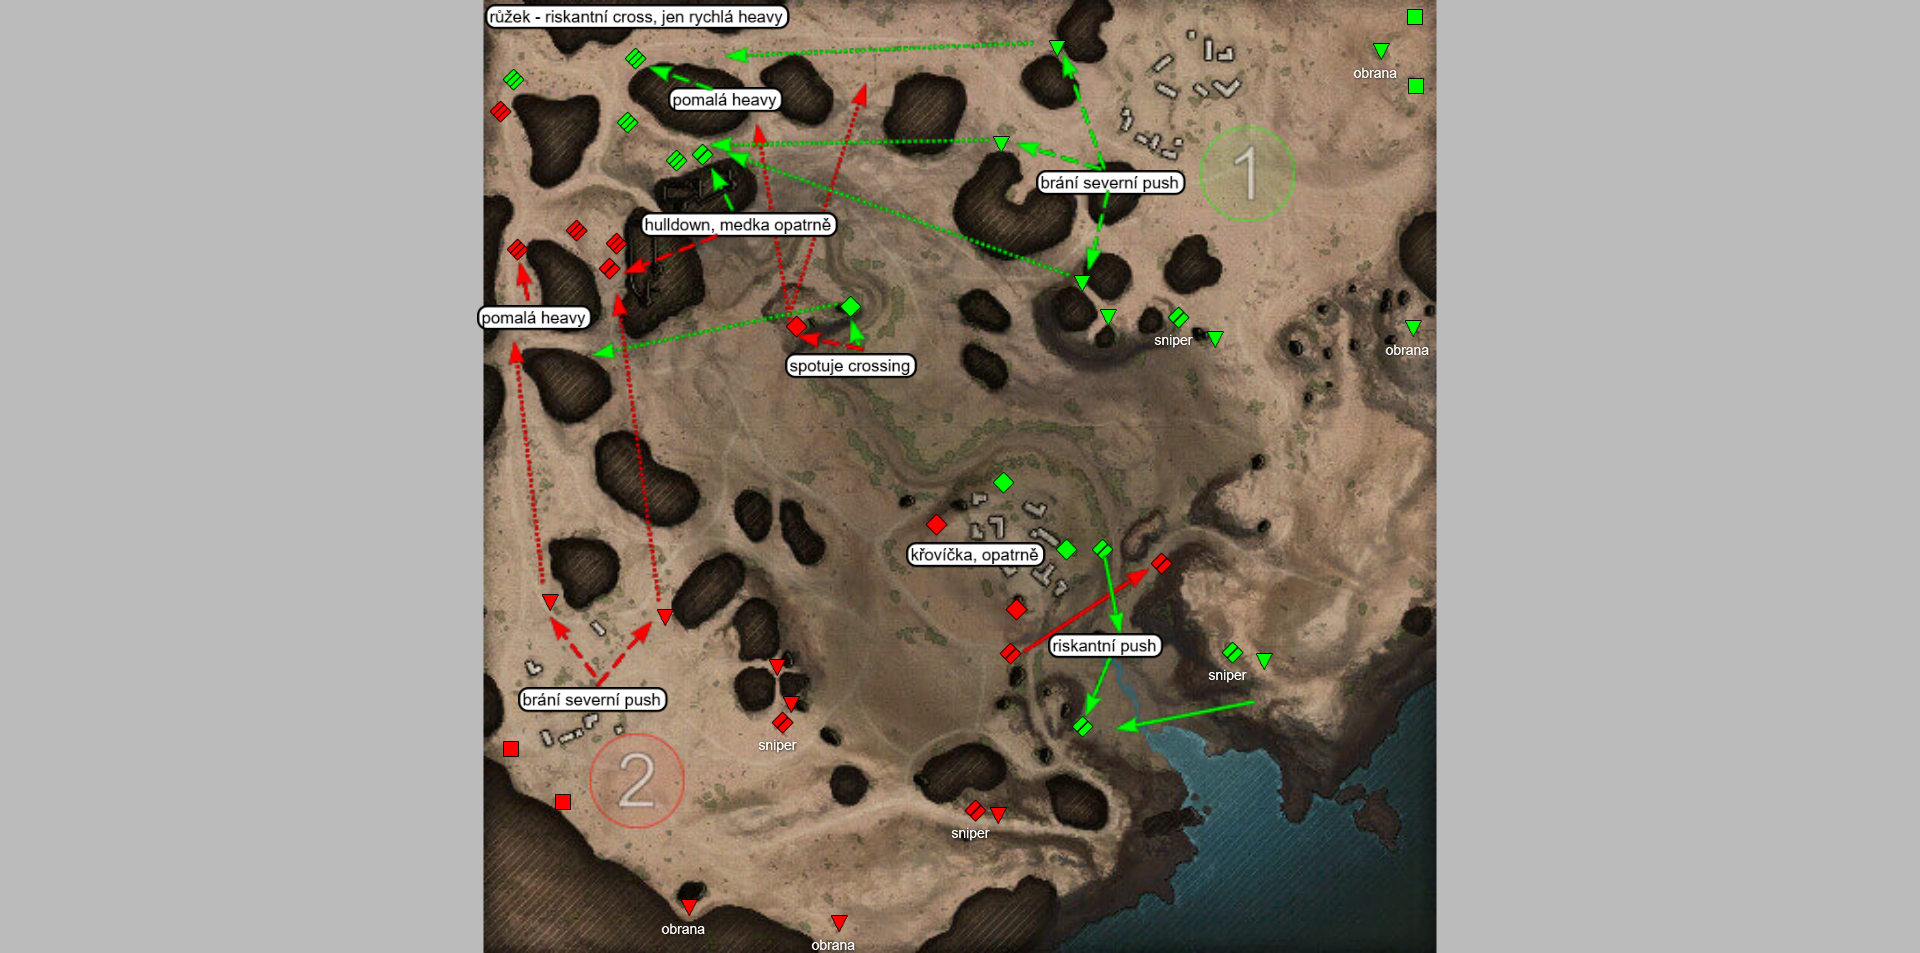 růžek - riskantní cross, jen rychlá heavy
obrana
pomalá heavy
1
brání severní push
hulldown, medka opatrně
pomalá heavy
sniper
obrana
spotuje crossing
křovíčka, opatrně
riskantní push
sniper
brání severní push
sniper
2
sniper
obrana
obrana